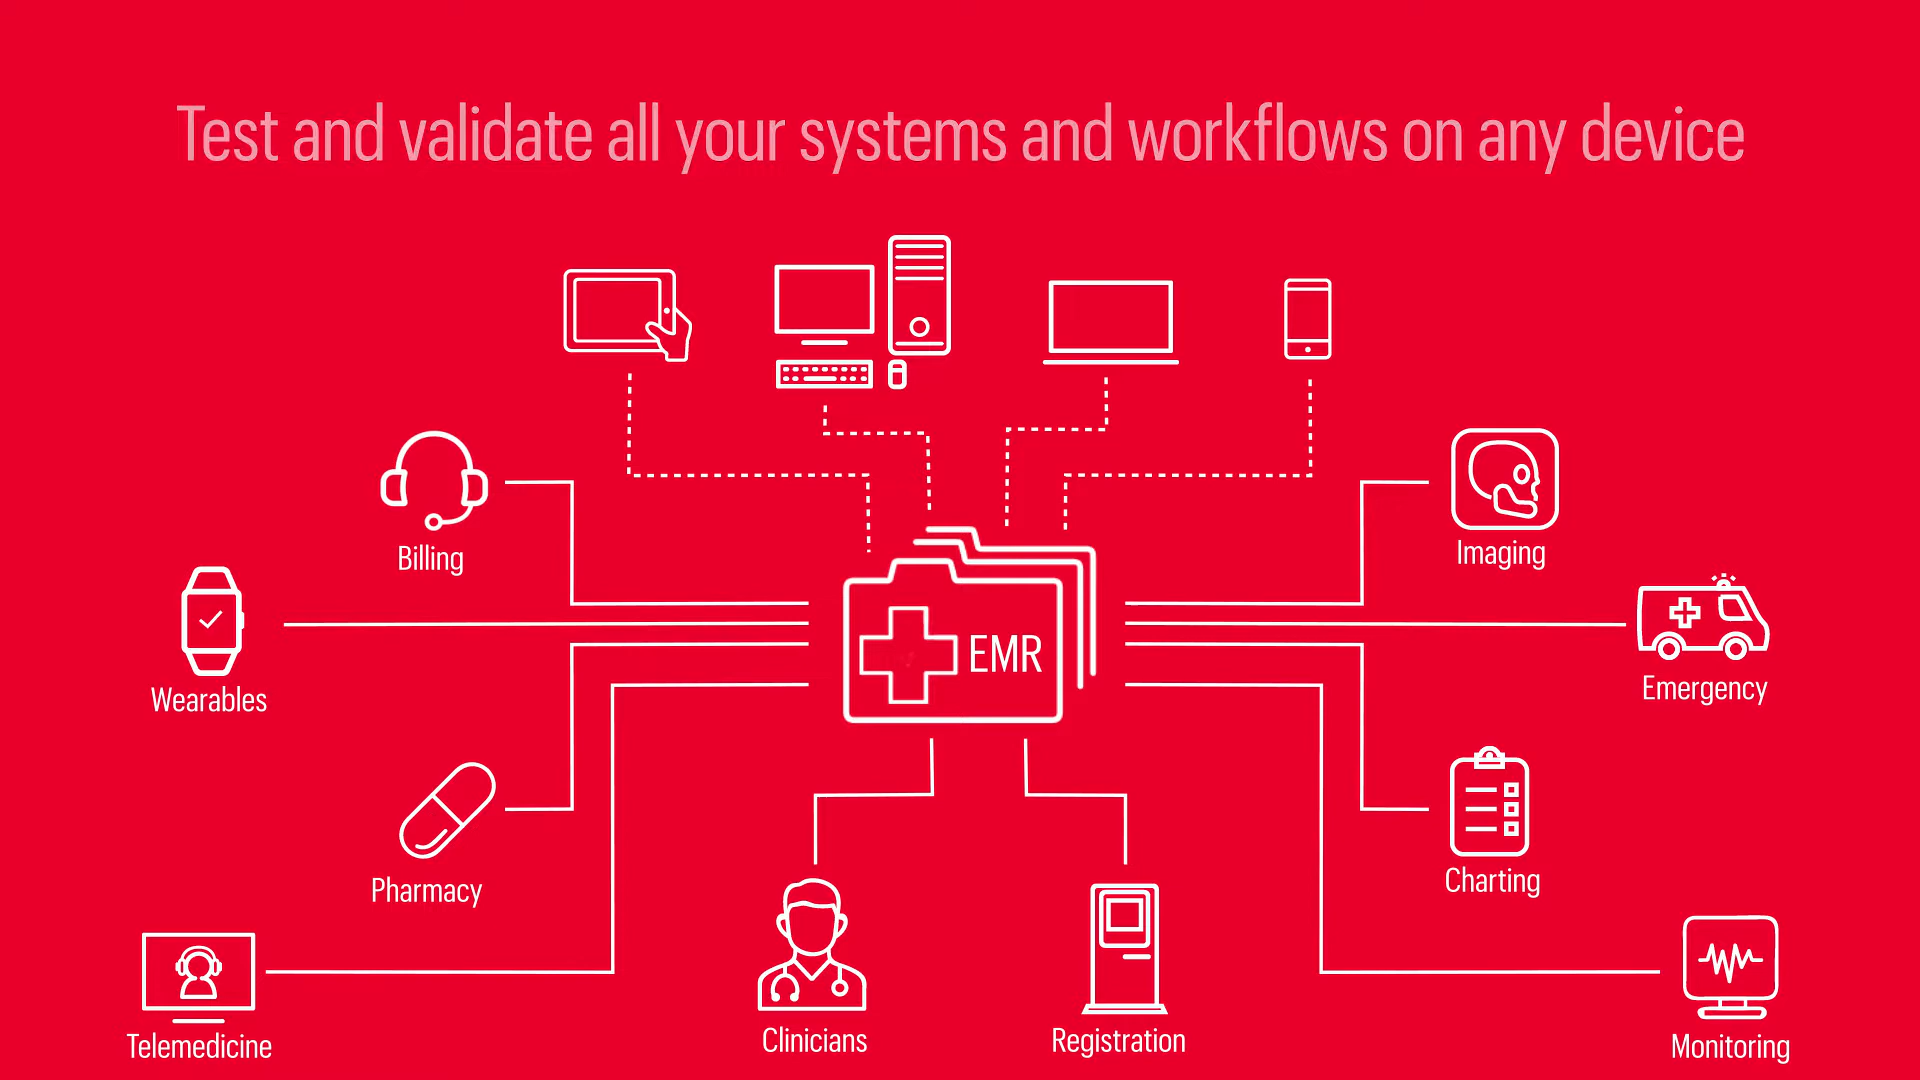 Test and validate all your systems and workflows on any device
Billing
Imaging
Wearables
EMR
Emergency
Pharmacy
Charting
Telemedicine
Clinicians
Registration
Monitoring